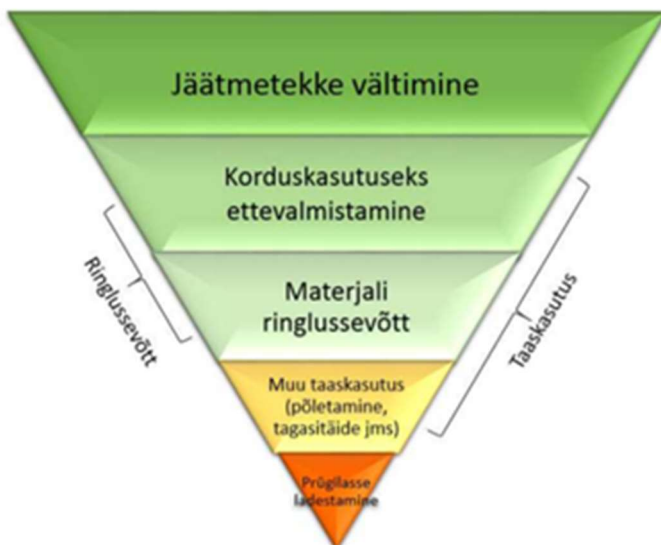 Jäätmetekke vältimine
Korduskasutuseks
ettevalmistamine
Materjali
ringlussevõtt
Muu taaskasutus
(põletamine,
tagasitäide jms)
Prügilasse
ladestamine
Ringlussevõtt
Taaskasutus